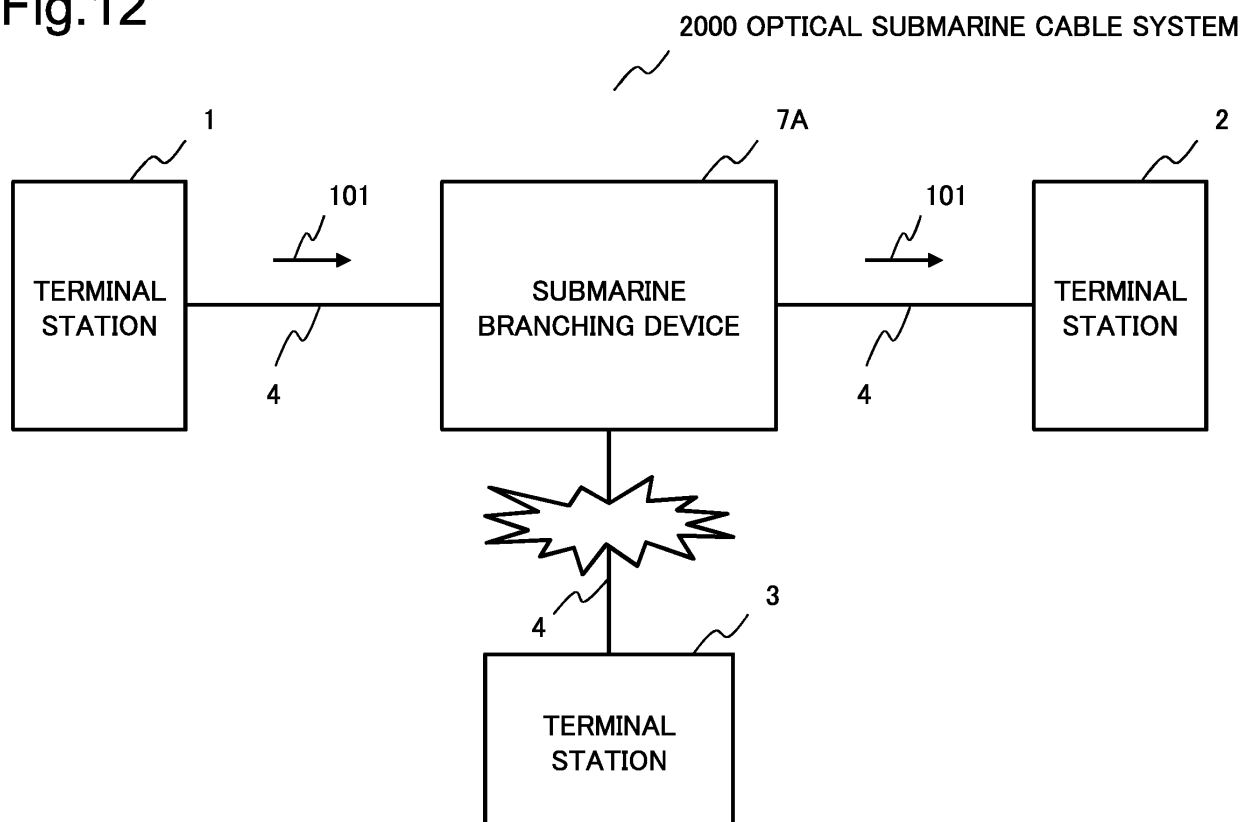 Fig.12
2000 OPTICAL SUBMARINE CABLE SYSTEM
1
7A
2
101
101
TERMINAL
STATION
SUBMARINE
BRANCHING DEVICE
TERMINAL
STATION
4
4
4
3
TERMINAL
STATION